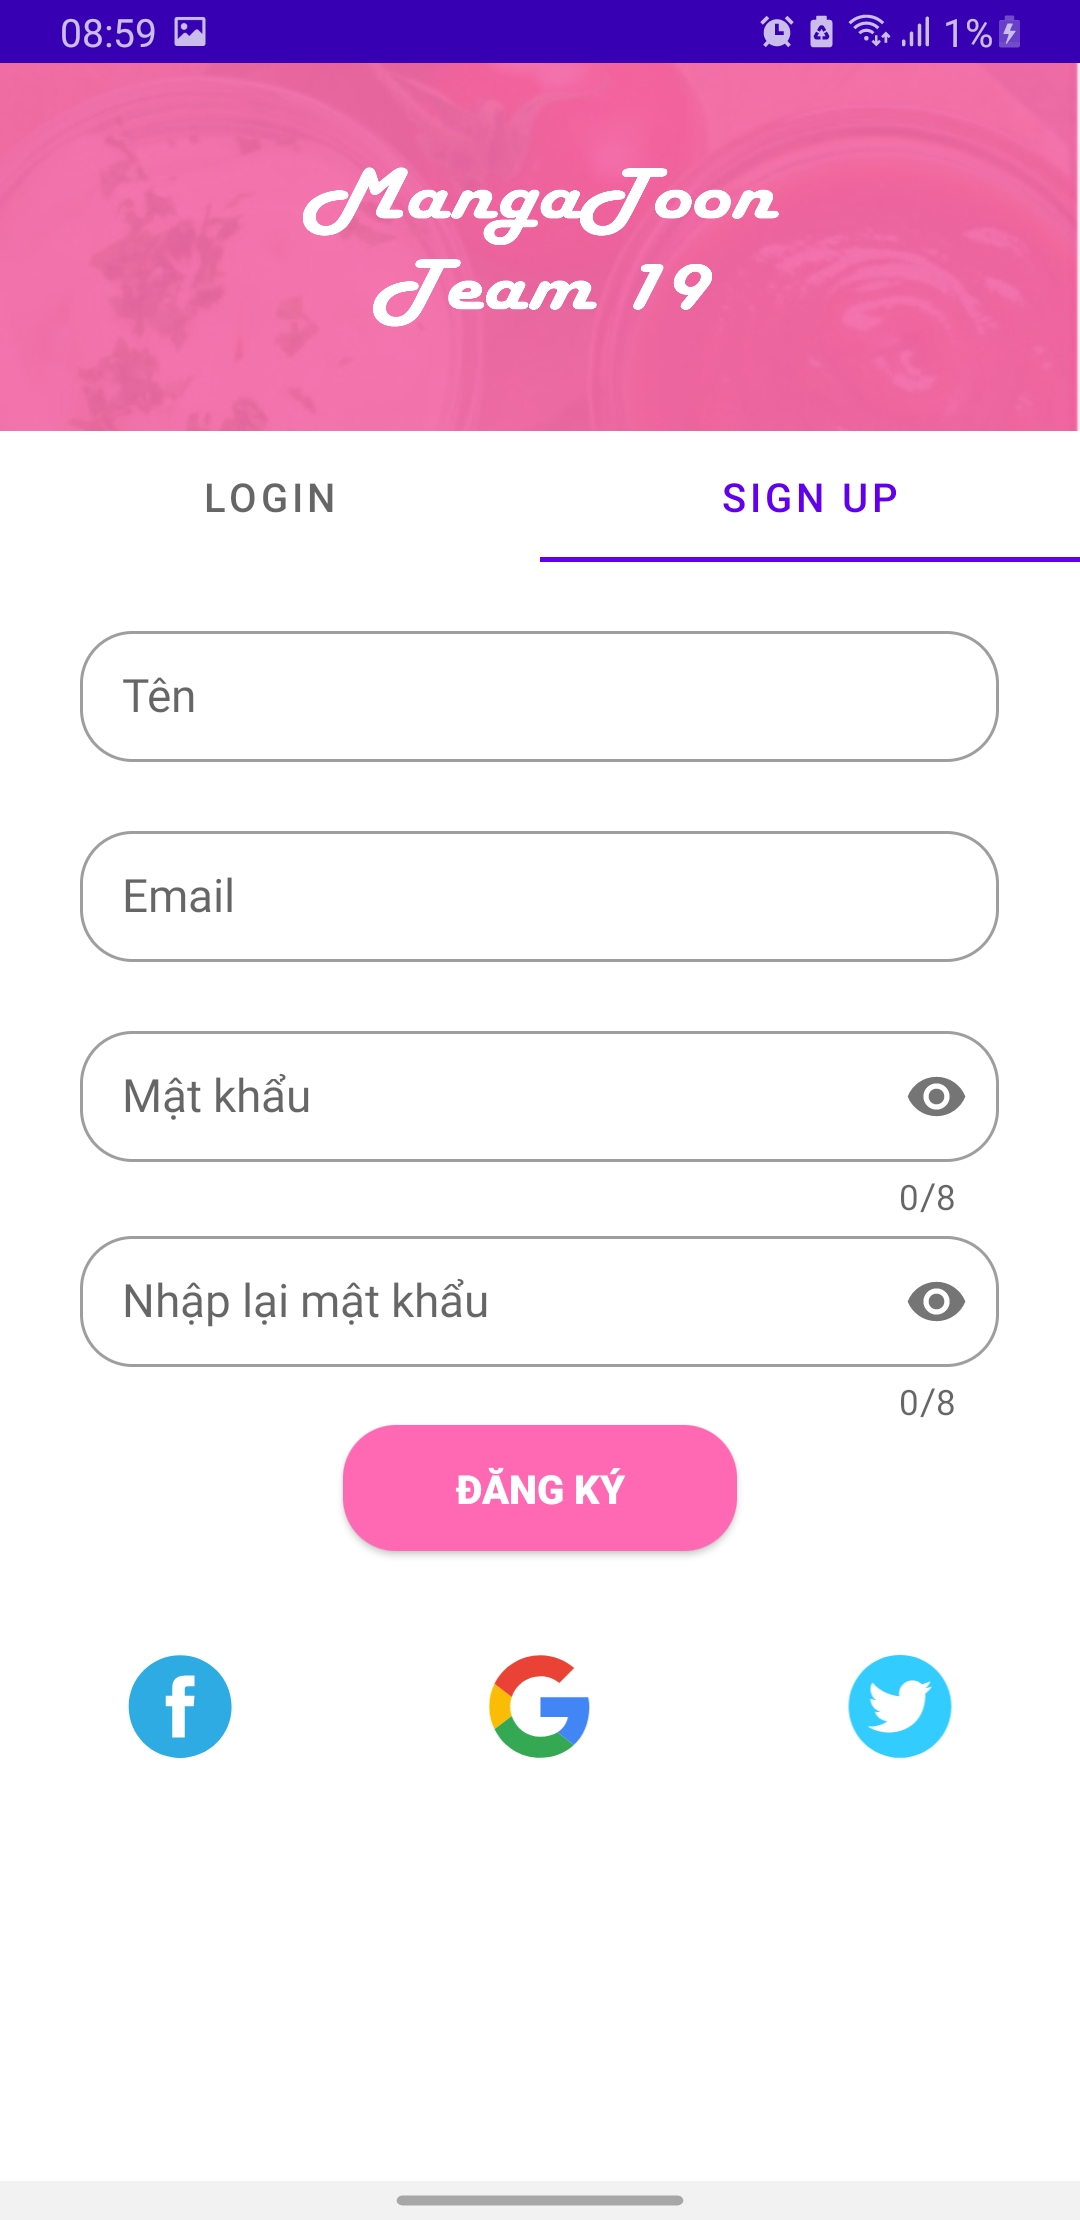 08:59 1%
MangaToon
Team 19
LOGIN SIGN UP
Tên
Email
Mật khẩu
0/8
Nhập lại mật khẩu
0/8
ĐĂNG KÝ